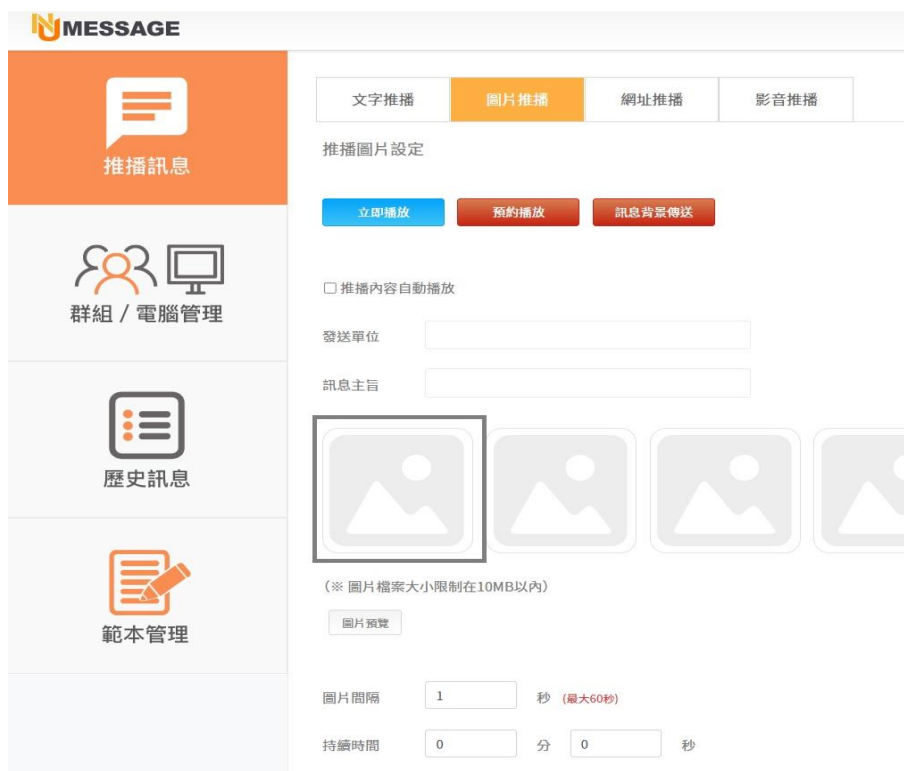 NUMESSAGE
推播訊息
群組 / 電腦管理
歷史訊息
範本管理
文字推播 圖片推播 網址推播 影音推播
推播圖片設定
立即播放 預約播放 訊息背景傳送
推播內容自動播放
發送單位
訊息主旨
(※ 圖片檔案大小限制在10MB以內)
圖片預覽
圖片間隔 1 秒 (最大60秒)
持續時間 0 分 0 秒